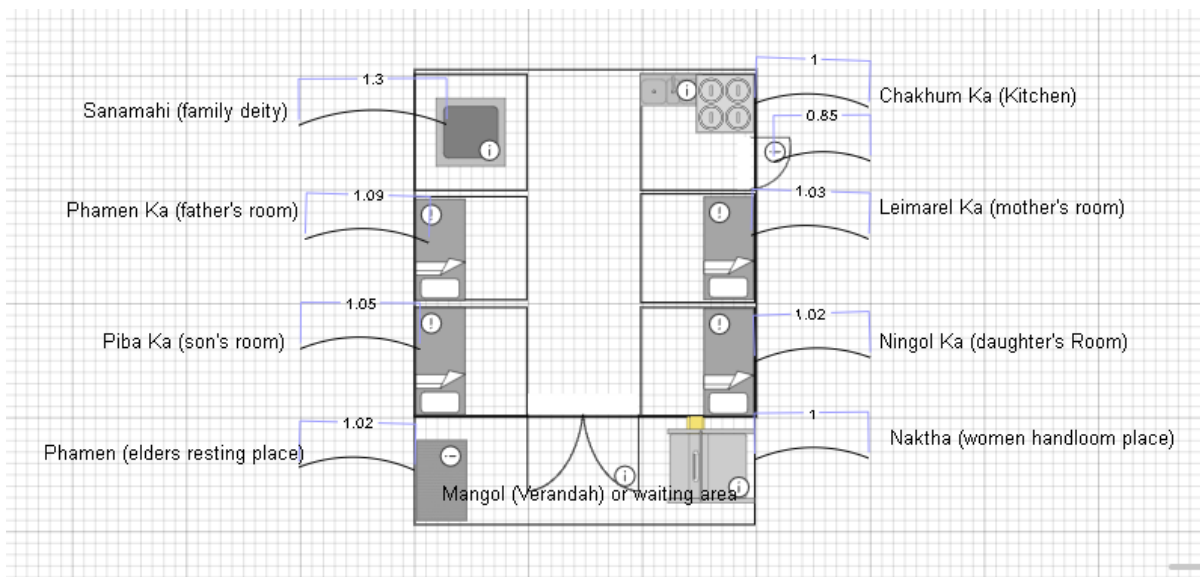 1.3
1
Sanamahi (family deity)
Chakhum Ka (Kitchen)
0.85
1.09
1.03
Phamen Ka (father's room)
Leimarel Ka (mother's room)
1.05
1.02
Piba Ka (son's room)
Ningol Ka (daughter's Room)
1.02
1
Phamen (elders resting place)
Naktha (women handloom place)
Mangol (Verandah) or waiting area